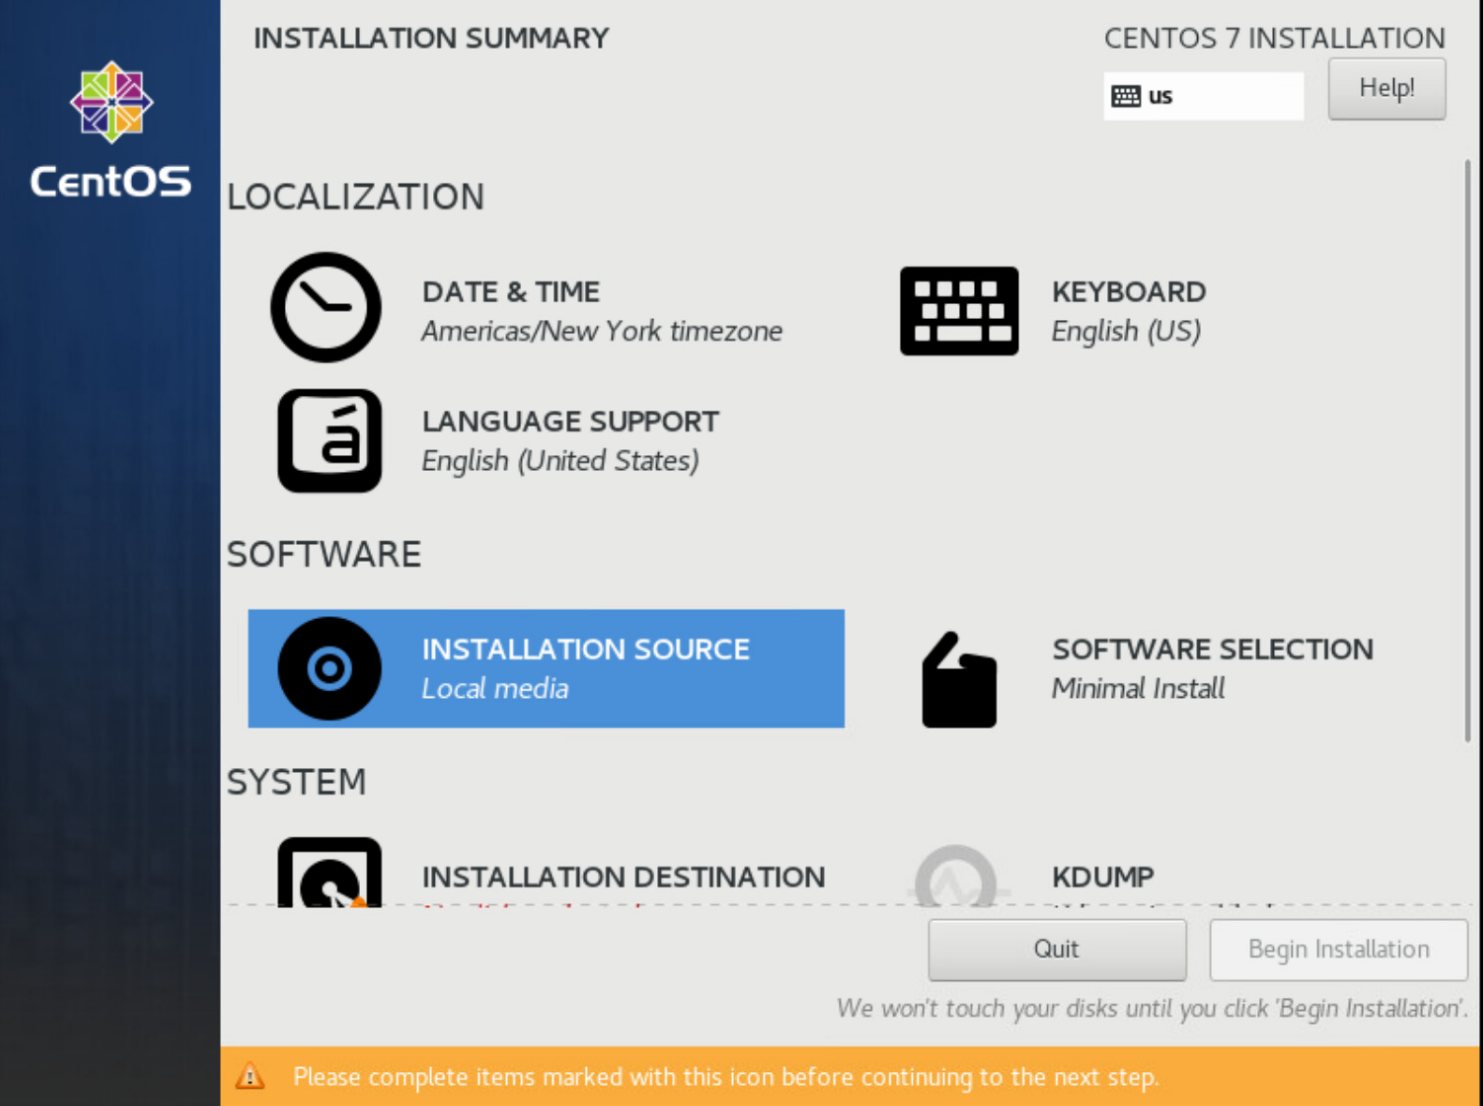 INSTALLATION SUMMARY
CENTOS 7 INSTALLATION
us
Help!
CentOS
LOCALIZATION
DATE & TIME
Americas/New York timezone
KEYBOARD
English (US)
á
LANGUAGE SUPPORT
English (United States)
SOFTWARE
INSTALLATION SOURCE
Local media
SOFTWARE SELECTION
Minimal Install
SYSTEM
INSTALLATION DESTINATION
KDUMP
Quit
Begin Installation
We won't touch your disks until you click 'Begin Installation'.
Please complete items marked with this icon before continuing to the next step.